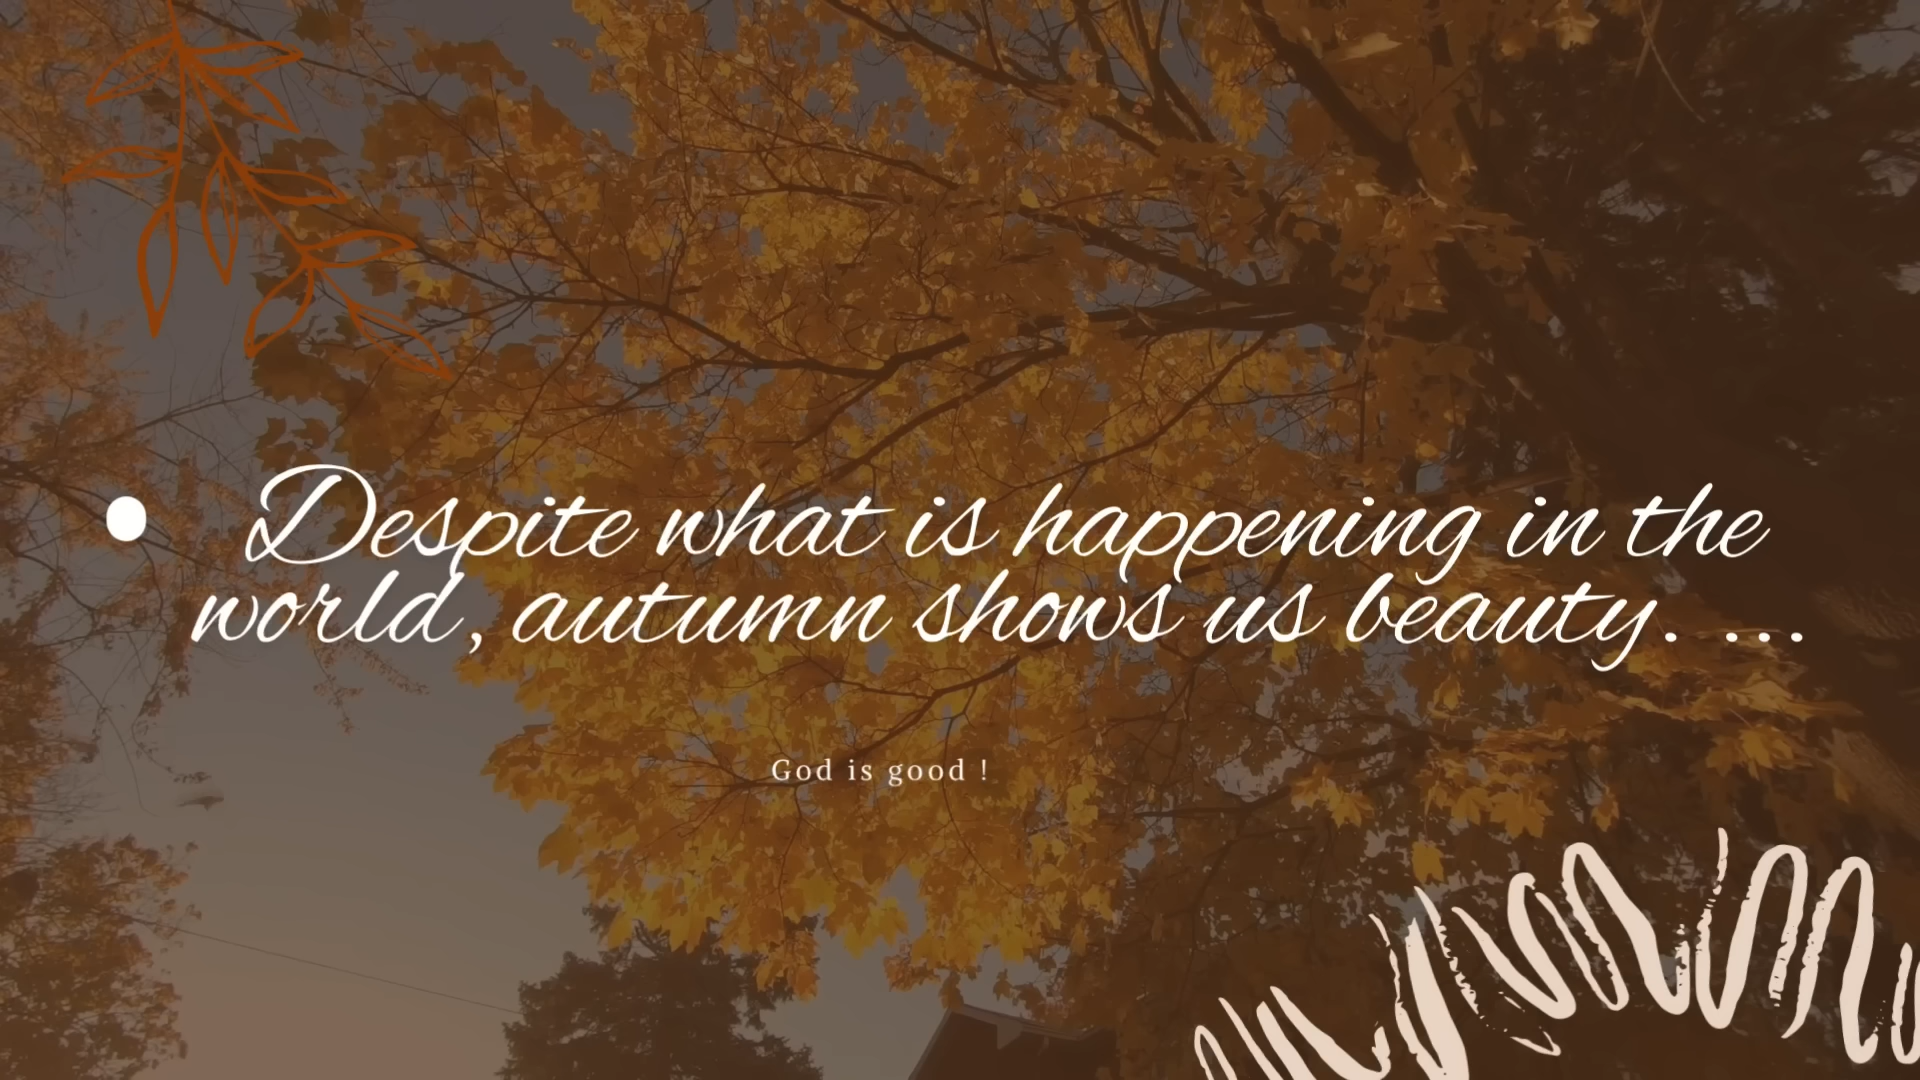 • Despite what is happening in the
world, autumn shows us beauty. ...
God is good !